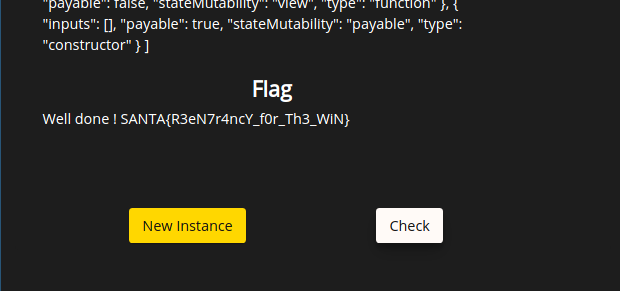 "payable": false, "stateMutability": "view", "type": "function" }, {
"inputs": [], "payable": true, "stateMutability": "payable", "type":
"constructor" } ]
Flag
Well done ! SANTA{R3eN7r4ncY_f0r_Th3_WiN}
New Instance
Check